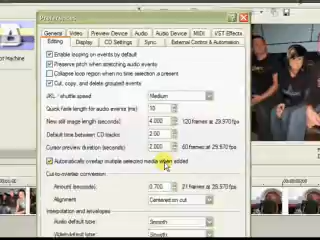 Preferences
General Video Preview Device Audio Audio Device MIDI VST Effects
Editing Display CD Settings Sync External Control & Automation
Enable looping on events by default
Preserve pitch when stretching audio events
Collapse loop region when no time selection is present
Cut, copy, and delete grouped events
JKL / shuttle speed: Medium
Quick fade length for audio events (ms): 10
New still image length (seconds): 4.000 120 frames at 29.970 fps
Default time between CD tracks: 2.00
Cursor preview duration (seconds): 2.000 60 frames at 29.970 fps
Automatically overlap multiple selected media when added
Cut-to-overlap conversion
Amount (seconds): 0.700 21 frames at 29.970 fps
Alignment: Centered on cut
Interpolation and envelopes
Audio default type: Smooth
Video default type: Smooth